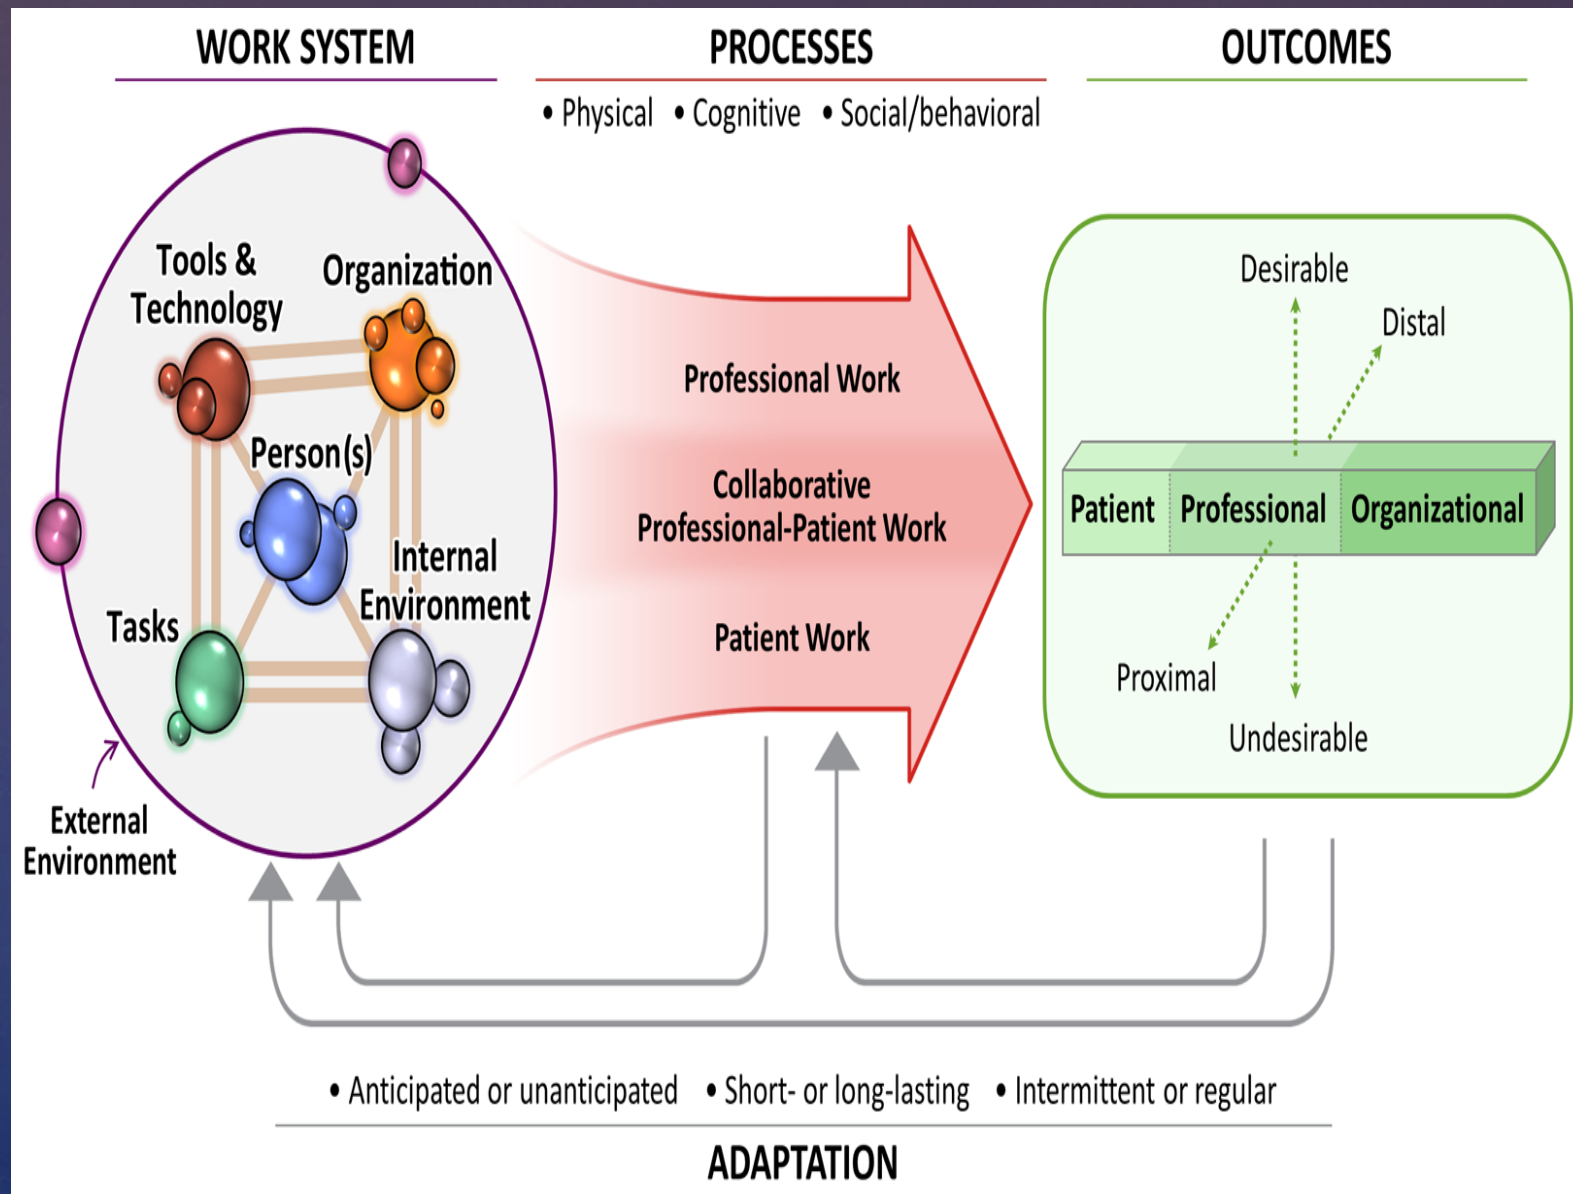 WORK SYSTEM
PROCESSES
OUTCOMES
• Physical • Cognitive • Social/behavioral
Tools &
Technology
Organization
Person(s)
Internal
Environment
Tasks
External
Environment
Professional Work
Collaborative
Professional-Patient Work
Patient Work
Desirable
Distal
Patient
Professional
Organizational
Proximal
Undesirable
• Anticipated or unanticipated • Short- or long-lasting • Intermittent or regular
ADAPTATION